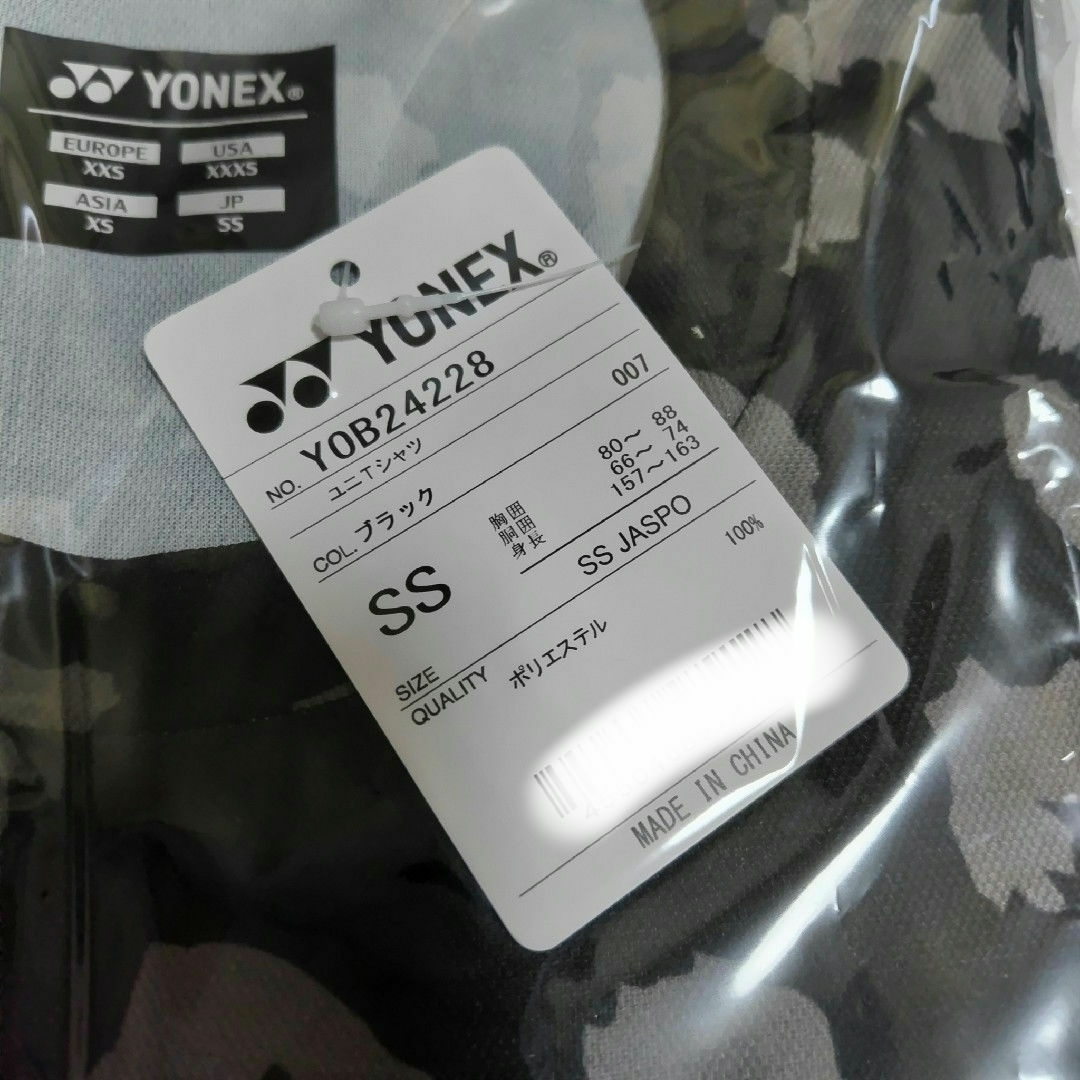 YONEX®
EUROPE USA
XXS XXXS
ASIA JP
XS SS
YONEX®
NO. YOB24228
ユニTシャツ
COL. ブラック 007
SIZE SS
胸囲 80～ 88
胴囲 66～ 74
身長 157～163
SS JASPO
QUALITY
ポリエステル 100%
MADE IN CHINA